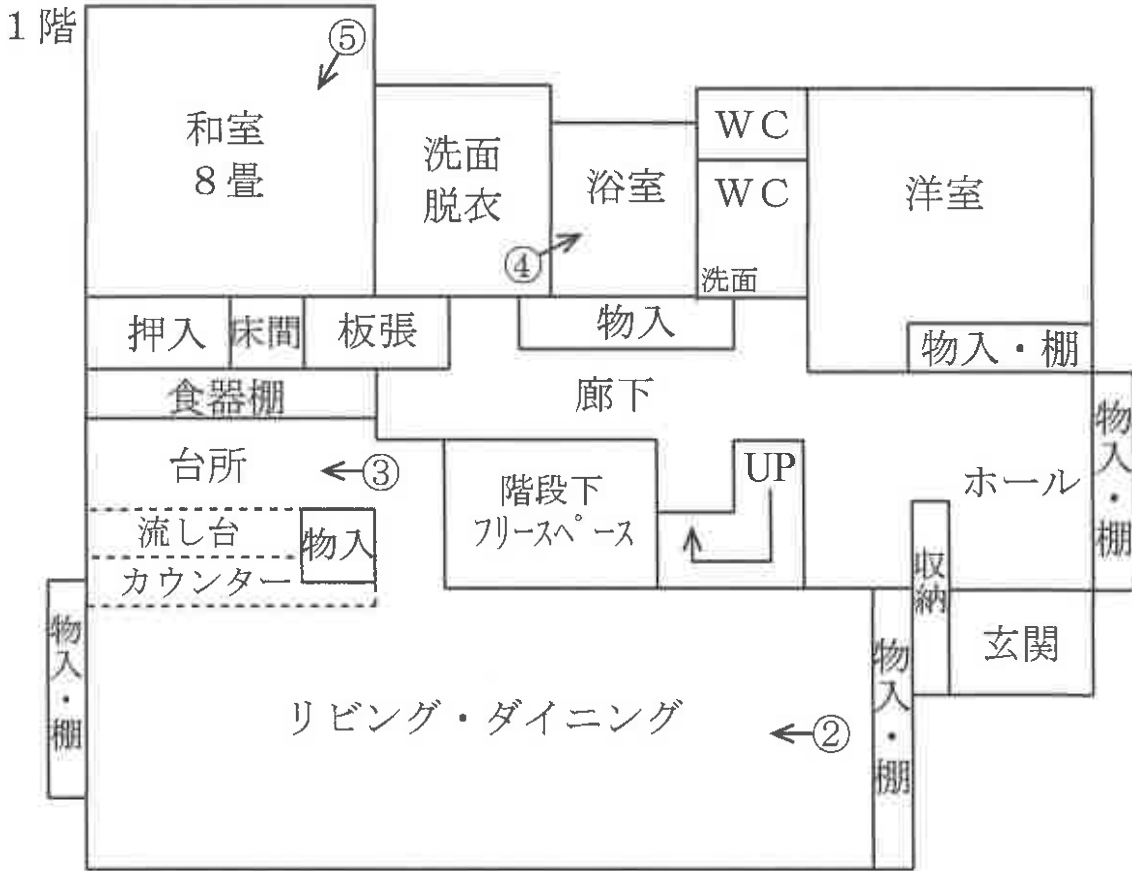 1階
⑤
和室
8畳
洗面
脱衣
浴室
④
WC
WC
洗面
洋室
押入
床間
板張
物入
物入・棚
食器棚
廊下
物入・棚
台所
③
階段下
フリースペース
UP
ホール
流し台
物入
カウンター
収納
物入・棚
リビング・ダイニング
②
物入・棚
玄関